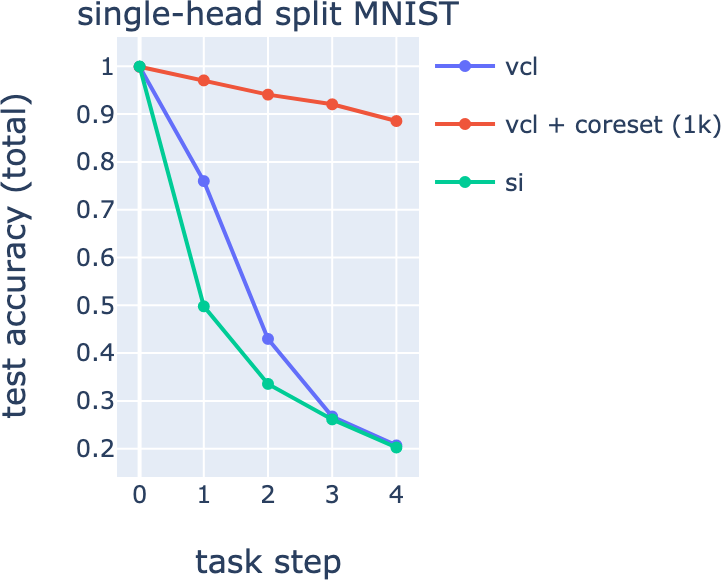 single-head split MNIST
test accuracy (total)
1
0.9
0.8
0.7
0.6
0.5
0.4
0.3
0.2
0 1 2 3 4
task step
vcl
vcl + coreset (1k)
si